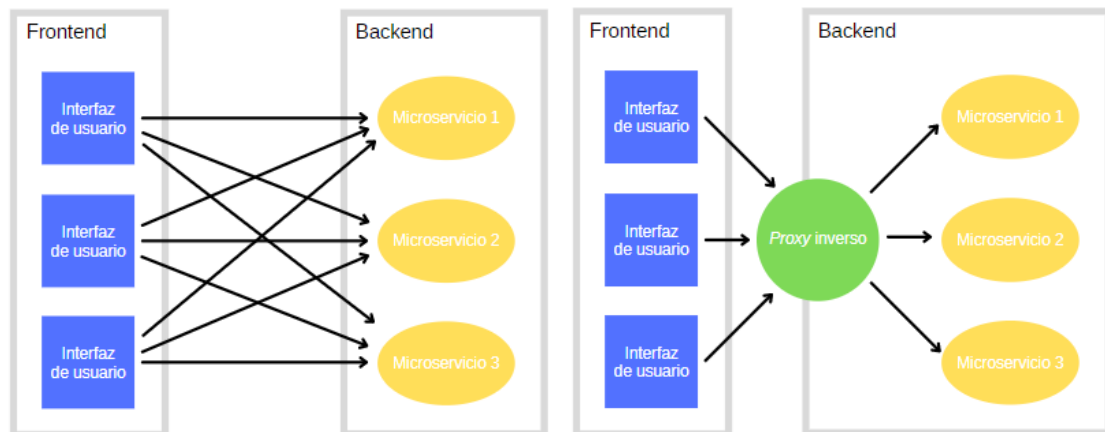 Frontend
Backend
Interfaz
de usuario
Interfaz
de usuario
Interfaz
de usuario
Microservicio 1
Microservicio 2
Microservicio 3
Frontend
Backend
Interfaz
de usuario
Interfaz
de usuario
Interfaz
de usuario
Proxy inverso
Microservicio 1
Microservicio 2
Microservicio 3